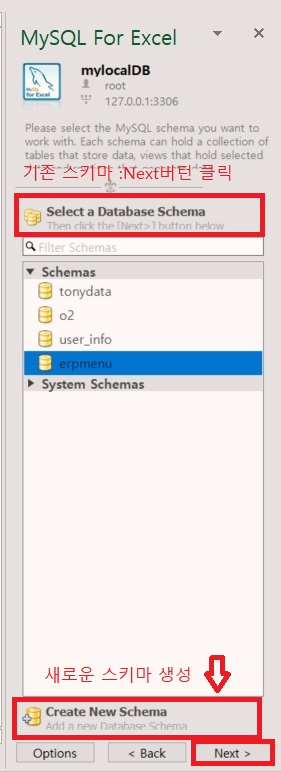 MySQL For Excel
MySQL
for Excel
mylocalDB
root
127.0.0.1:3306
Please select the MySQL schema you want to
work with. Each schema can hold a collection of
tables that store data, views that hold selected
기존 스키마 :Next버턴 클릭
Select a Database Schema
Then click the [Next>] button below
Filter Schemas
Schemas
tonydata
o2
user_info
erpmenu
System Schemas
새로운 스키마 생성
Create New Schema
Add a new Database Schema
Options
< Back
Next >